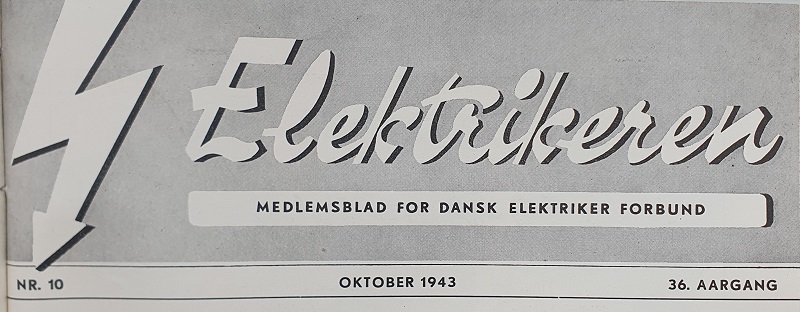 Elektrikeren
MEDLEMSBLAD FOR DANSK ELEKTRIKER FORBUND
NR. 10 OKTOBER 1943 36. AARGANG